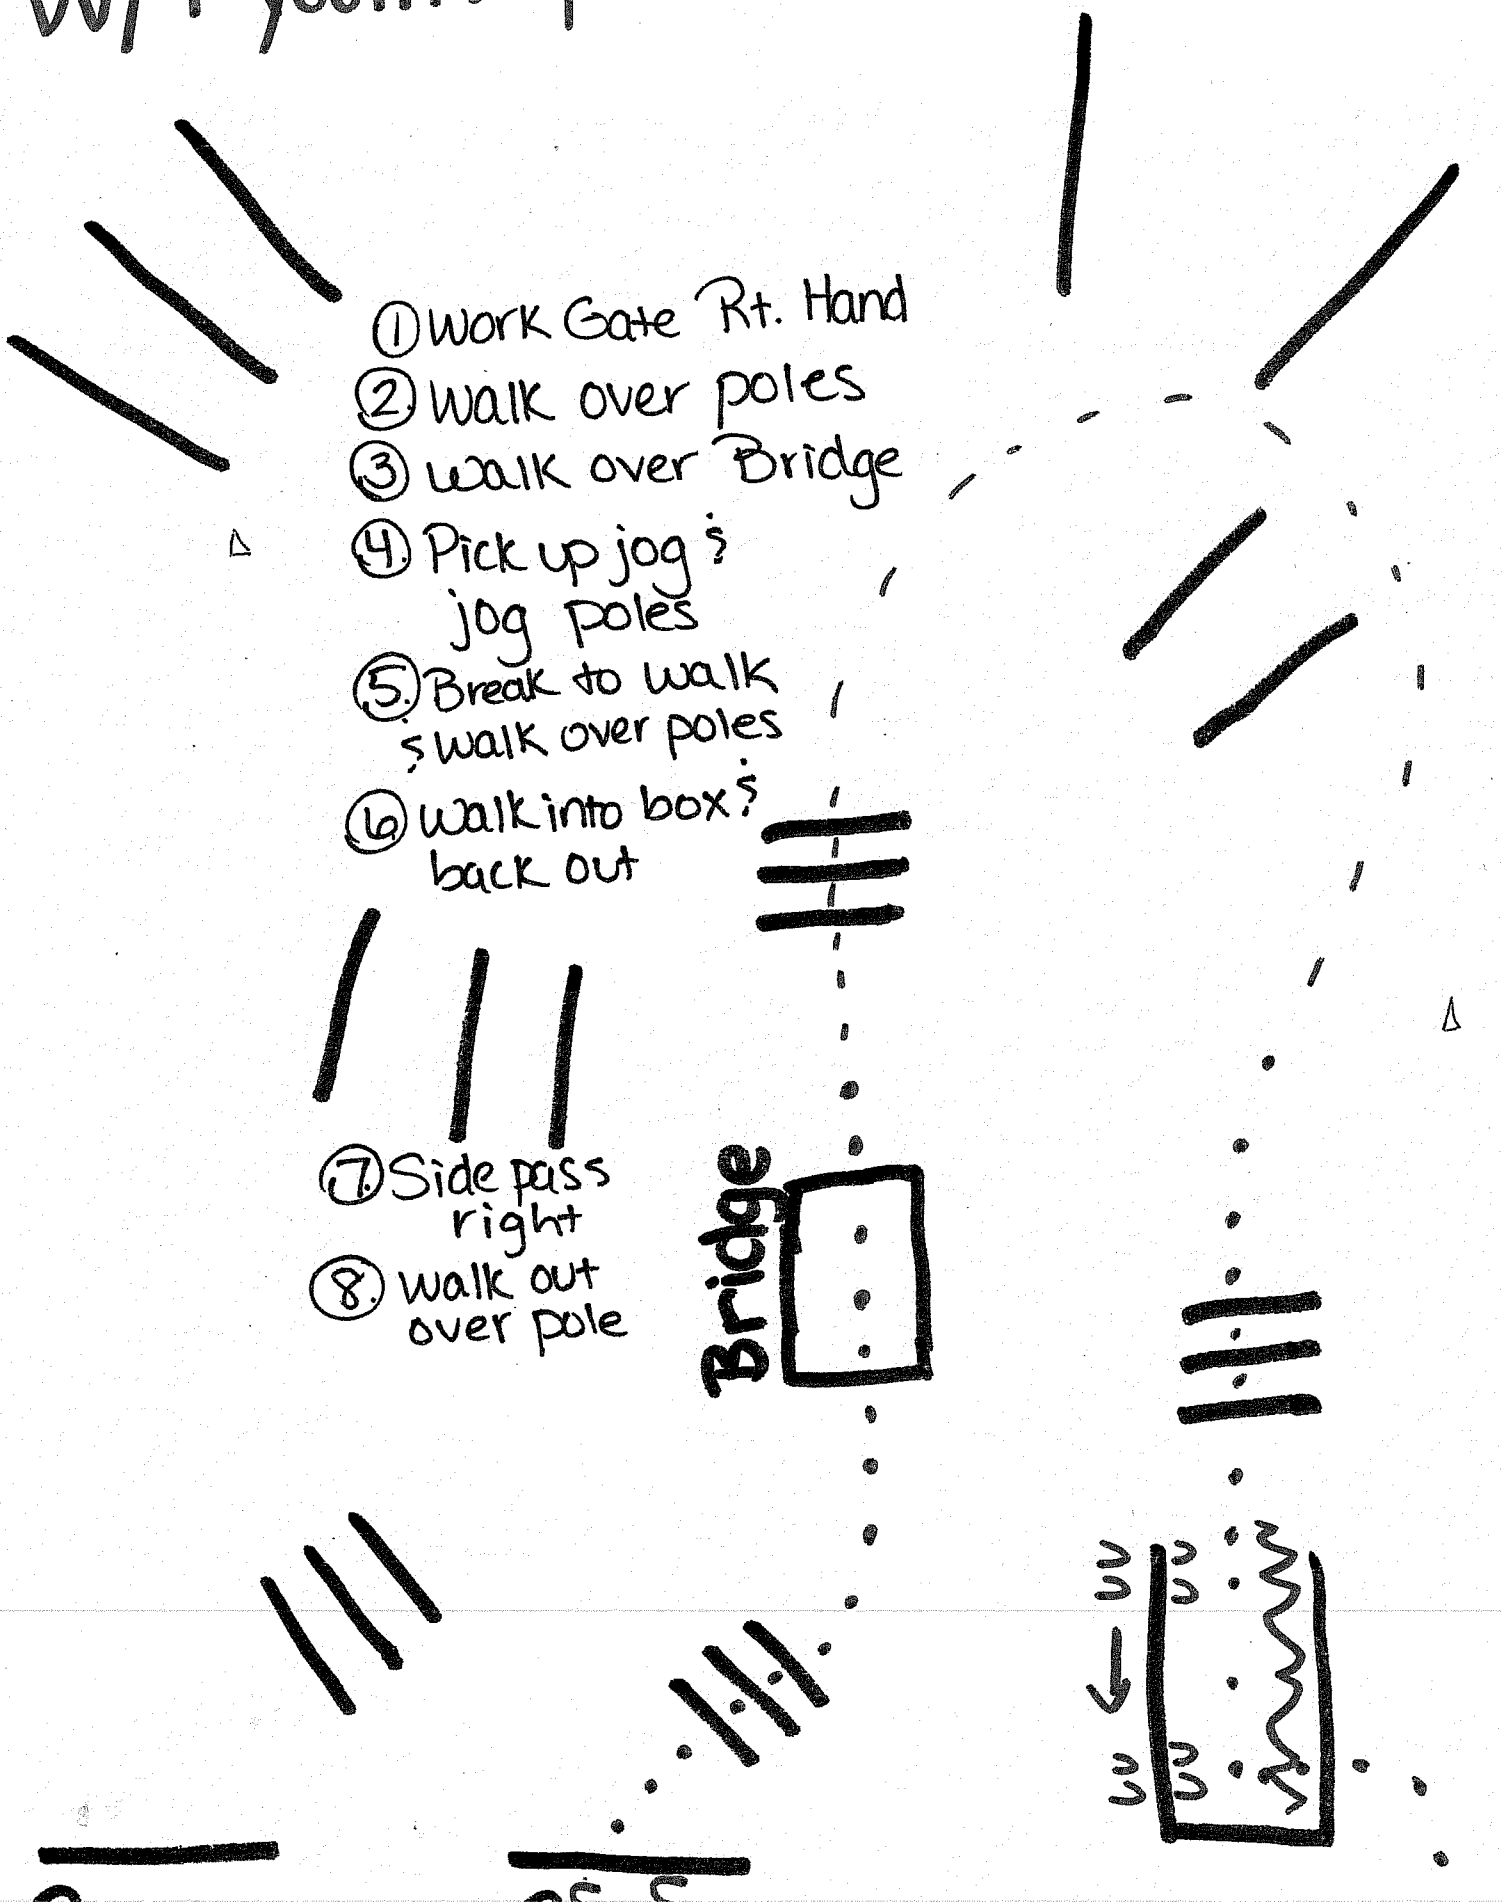 ① Work Gate Rt. Hand
② Walk over poles
③ Walk over Bridge
④. Pick up jog &
jog poles
⑤. Break to walk
& walk over poles
⑥ Walk into box &
back out
⑦. Side pass
right
⑧. Walk out
over pole
Bridge